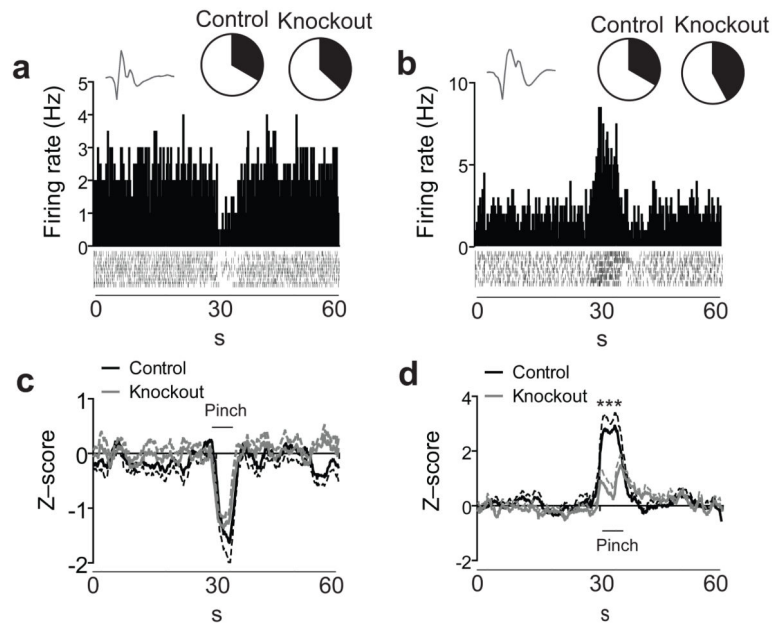 a
Control Knockout
5
4
3
2
1
0
Firing rate (Hz)
0 30 60
s
b
Control Knockout
10
5
0
Firing rate (Hz)
0 30 60
s
c
Control
Knockout
Pinch
1
0
-1
-2
Z–score
0 30 60
s
d
Control
Knockout
***
4
2
0
-2
Z–score
Pinch
0 30 60
s